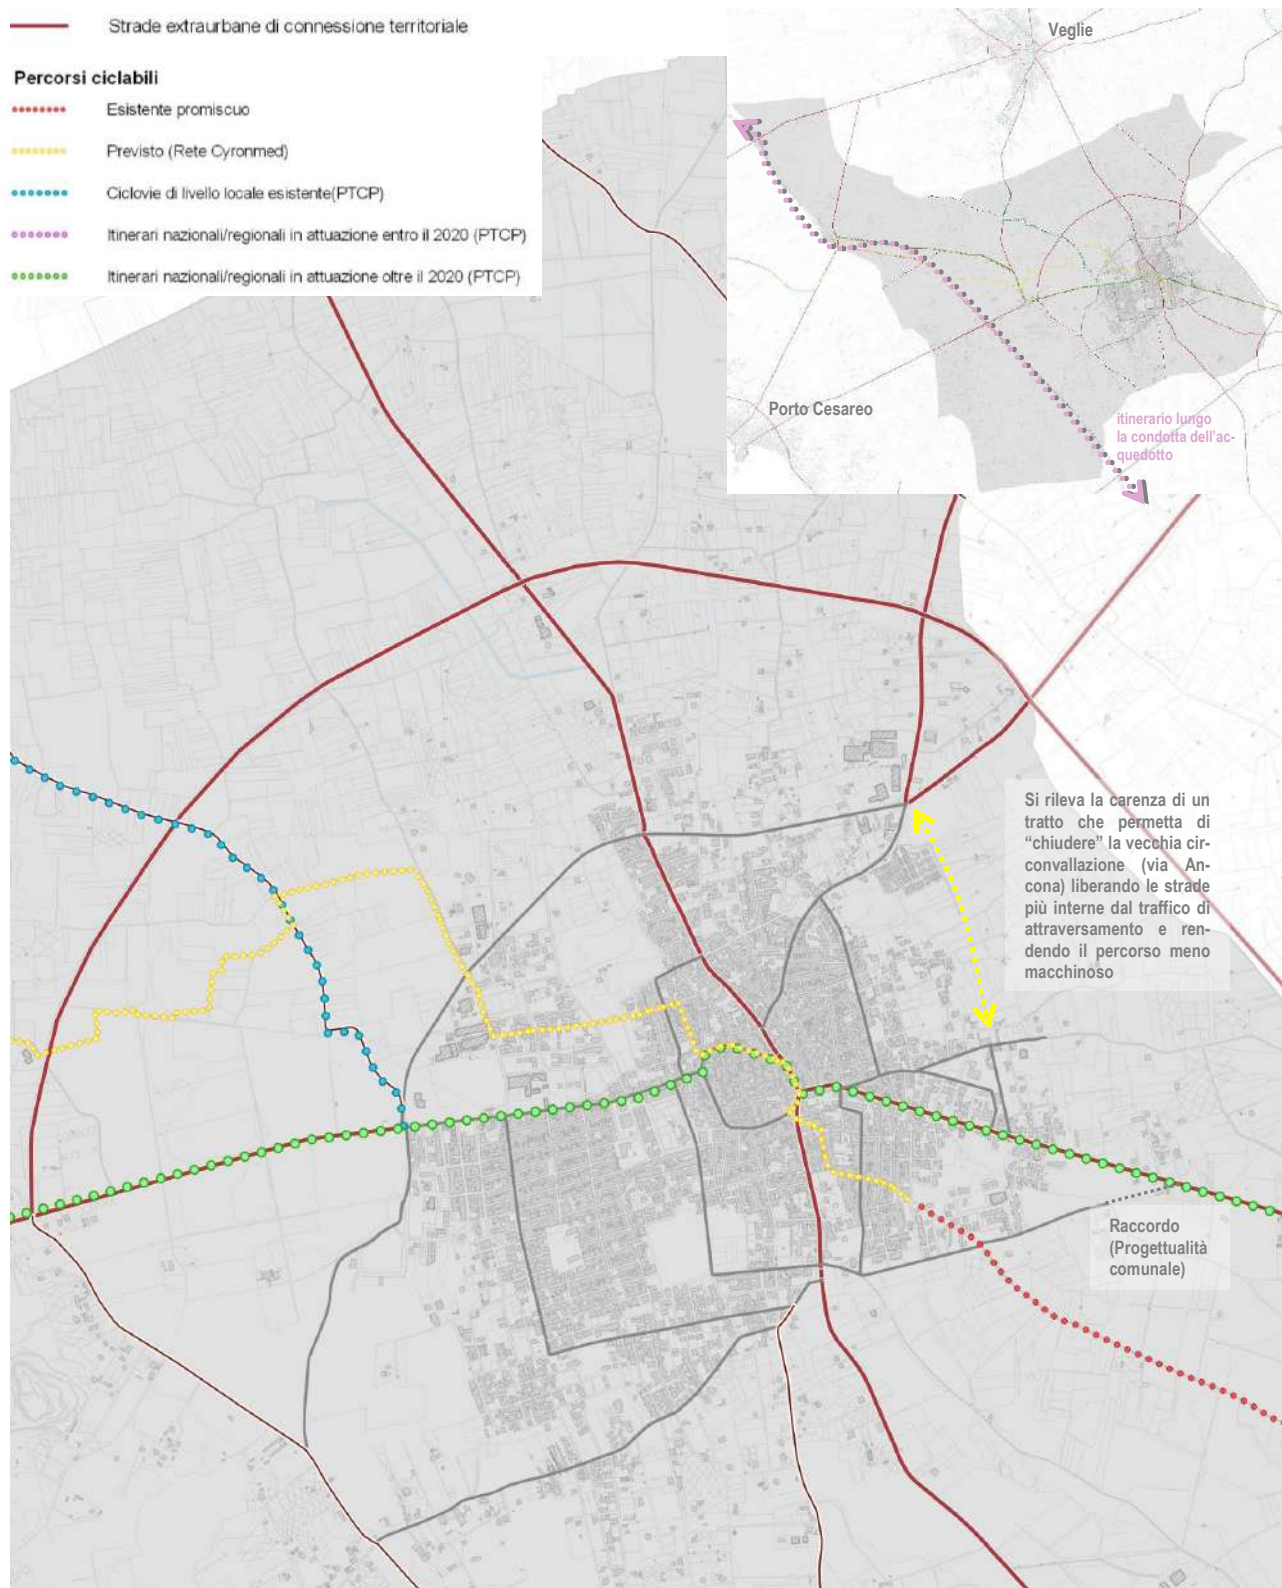 Strade extraurbane di connessione territoriale
Percorsi ciclabili
Esistente promiscuo
Previsto (Rete Cyronmed)
Ciclovie di livello locale esistente(PTCP)
Itinerari nazionali/regionali in attuazione entro il 2020 (PTCP)
Itinerari nazionali/regionali in attuazione oltre il 2020 (PTCP)
Veglie
Porto Cesareo
itinerario lungo
la condotta dell'ac-
quedotto
Si rileva la carenza di un
tratto che permetta di
“chiudere” la vecchia cir-
convallazione (via An-
cona) liberando le strade
più interne dal traffico di
attraversamento e ren-
dendo il percorso meno
macchinoso
Raccordo
(Progettualità
comunale)